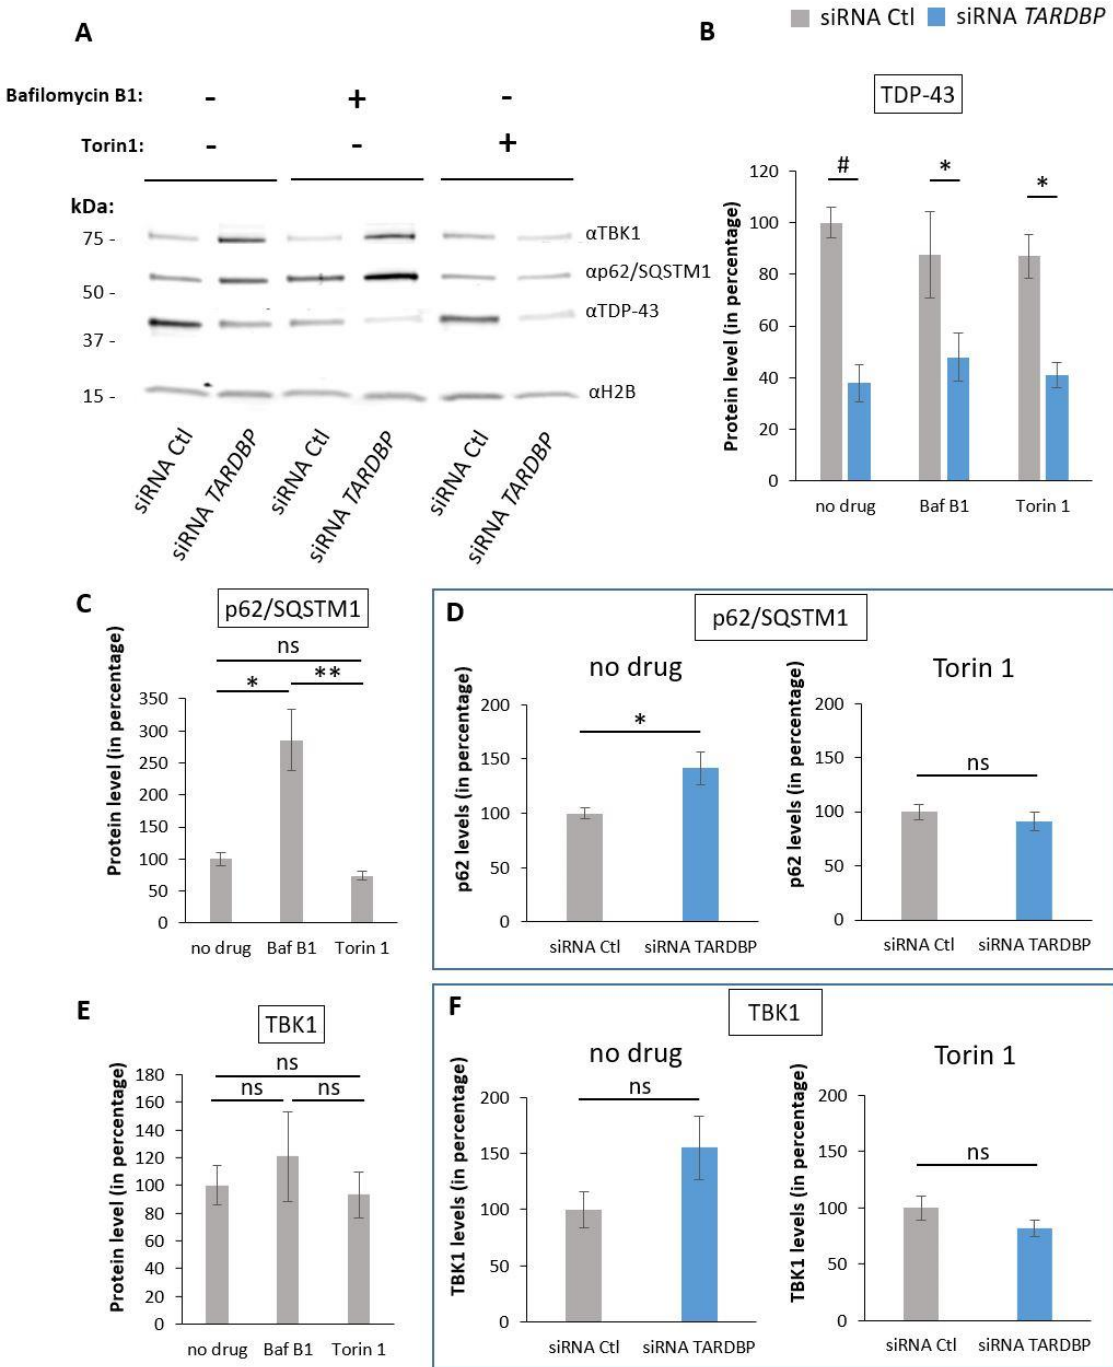 A
Bafilomycin B1: - + -
Torin1: - - +
kDa:
75 -
50 -
37 -
15 -
αTBK1
αp62/SQSTM1
αTDP-43
αH2B
siRNA Ctl
siRNA TARDBP
siRNA Ctl
siRNA TARDBP
siRNA Ctl
siRNA TARDBP
siRNA Ctl siRNA TARDBP
B
TDP-43
Protein level (in percentage)
120
100
80
60
40
20
0
# * *
no drug Baf B1 Torin 1
C
p62/SQSTM1
ns
* **
Protein level (in percentage)
350
300
250
200
150
100
50
0
no drug Baf B1 Torin 1
D
p62/SQSTM1
no drug
p62 levels (in percentage)
200
150
100
50
0
*
siRNA Ctl siRNA TARDBP
Torin 1
p62 levels (in percentage)
200
150
100
50
0
ns
siRNA Ctl siRNA TARDBP
E
TBK1
ns
ns ns
Protein level (in percentage)
180
160
140
120
100
80
60
40
20
0
no drug Baf B1 Torin 1
F
TBK1
no drug
ns
TBK1 levels (in percentage)
200
150
100
50
0
siRNA Ctl siRNA TARDBP
Torin 1
TBK1 levels (in percentage)
200
150
100
50
0
ns
siRNA Ctl siRNA TARDBP